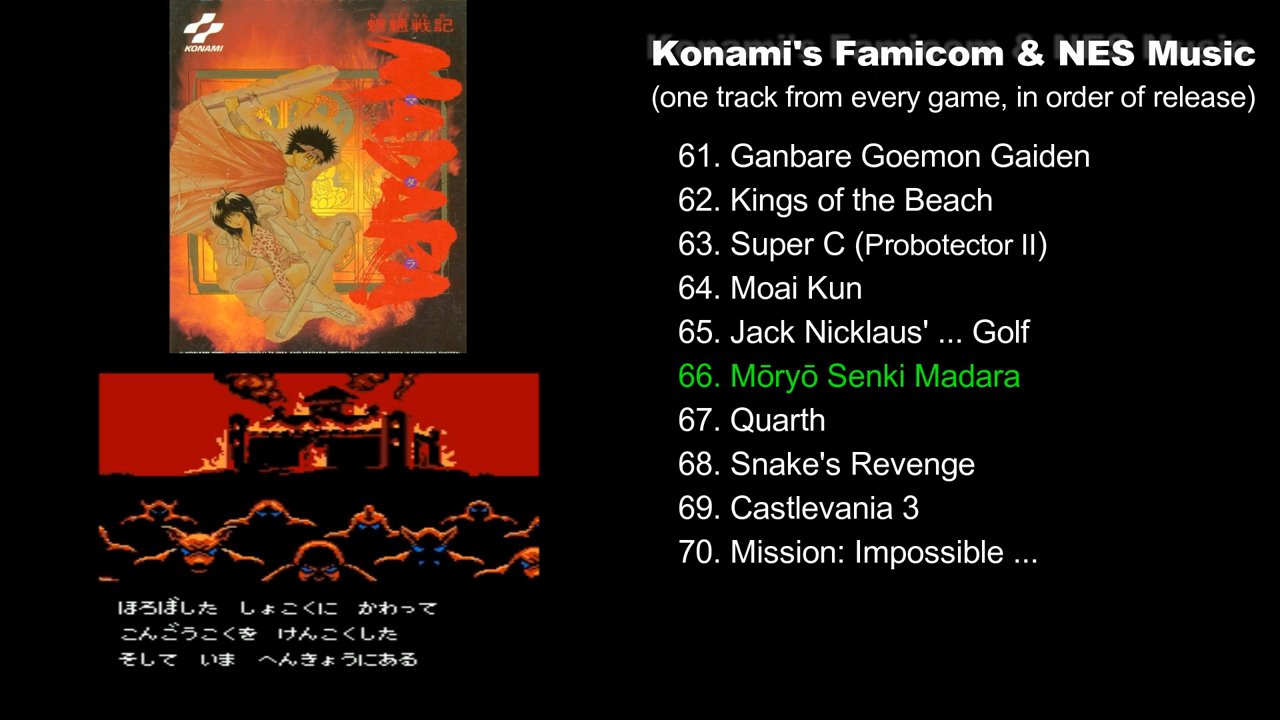 KONAMI
魍魎戦記
MADARA
マ
ダ
ラ
Konami's Famicom & NES Music
(one track from every game, in order of release)
61. Ganbare Goemon Gaiden
62. Kings of the Beach
63. Super C (Probotector II)
64. Moai Kun
65. Jack Nicklaus' ... Golf
66. Mōryō Senki Madara
67. Quarth
68. Snake's Revenge
69. Castlevania 3
70. Mission: Impossible ...
ほろぼした しょこくに かわって
こんごうこくを けんこくした
そして いま へんきょうにある